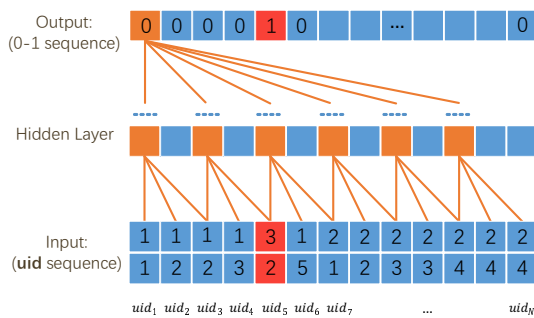 Output:
(0-1 sequence)
0 0 0 0 1 0 ... 0
Hidden Layer
Input:
(uid sequence)
1 1 1 1 3 1 2 2 2 2 2 2 2
1 2 2 3 2 5 1 2 3 3 4 4 4
uid₁ uid₂ uid₃ uid₄ uid₅ uid₆ uid₇ ... uid_N